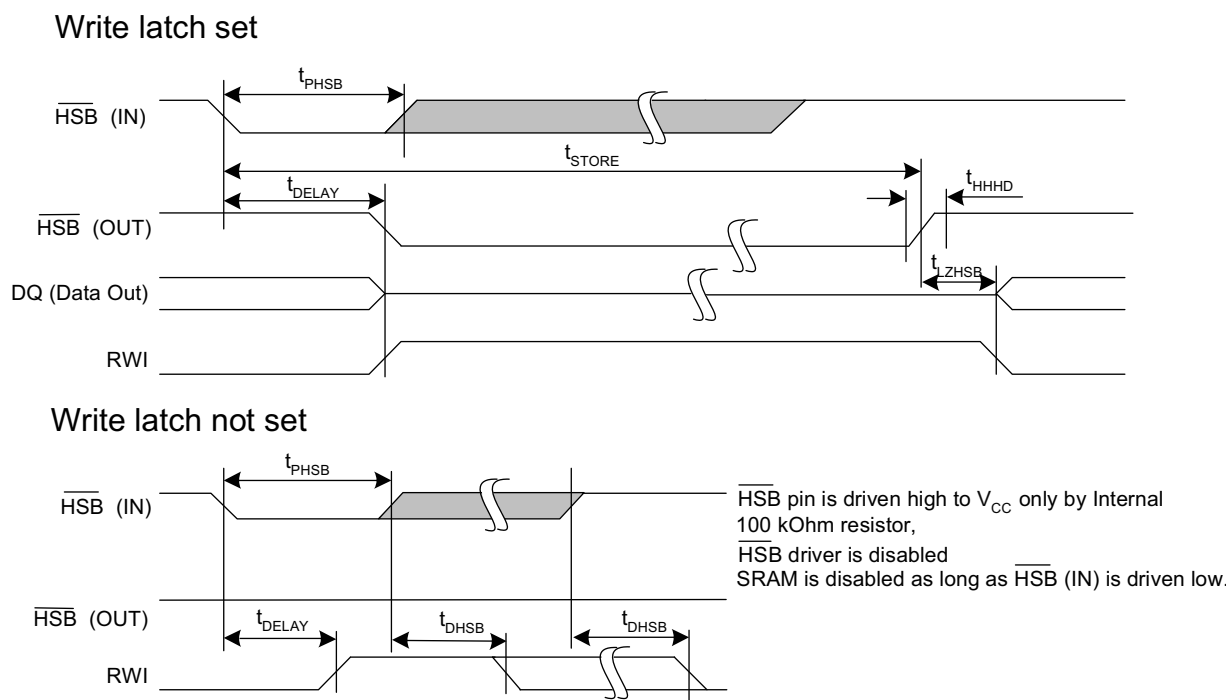 Write latch set
tPHSB
HSB (IN)
tSTORE
tDELAY
tHHHD
HSB (OUT)
tLZHSB
DQ (Data Out)
RWI
Write latch not set
tPHSB
HSB (IN)
HSB pin is driven high to VCC only by Internal
100 kOhm resistor,
HSB driver is disabled
SRAM is disabled as long as HSB (IN) is driven low.
HSB (OUT)
tDELAY
tDHSB
tDHSB
RWI